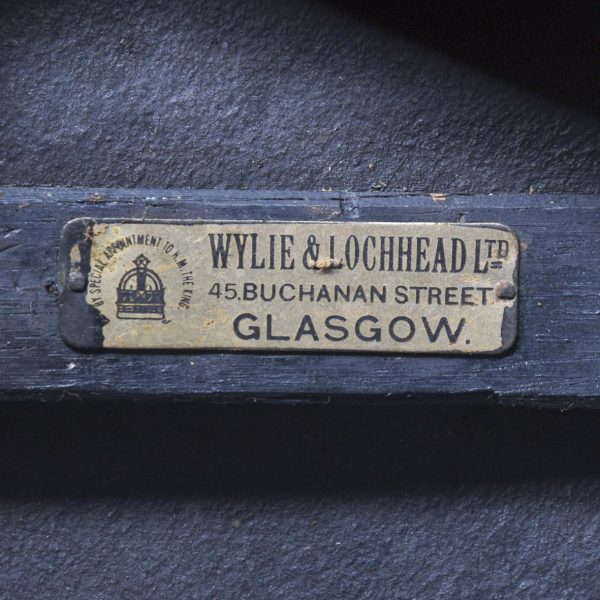 BY SPECIAL APPOINTMENT TO H.M. THE KING.
WYLIE & LOCHHEAD LTD
45.BUCHANAN STREET
GLASGOW.